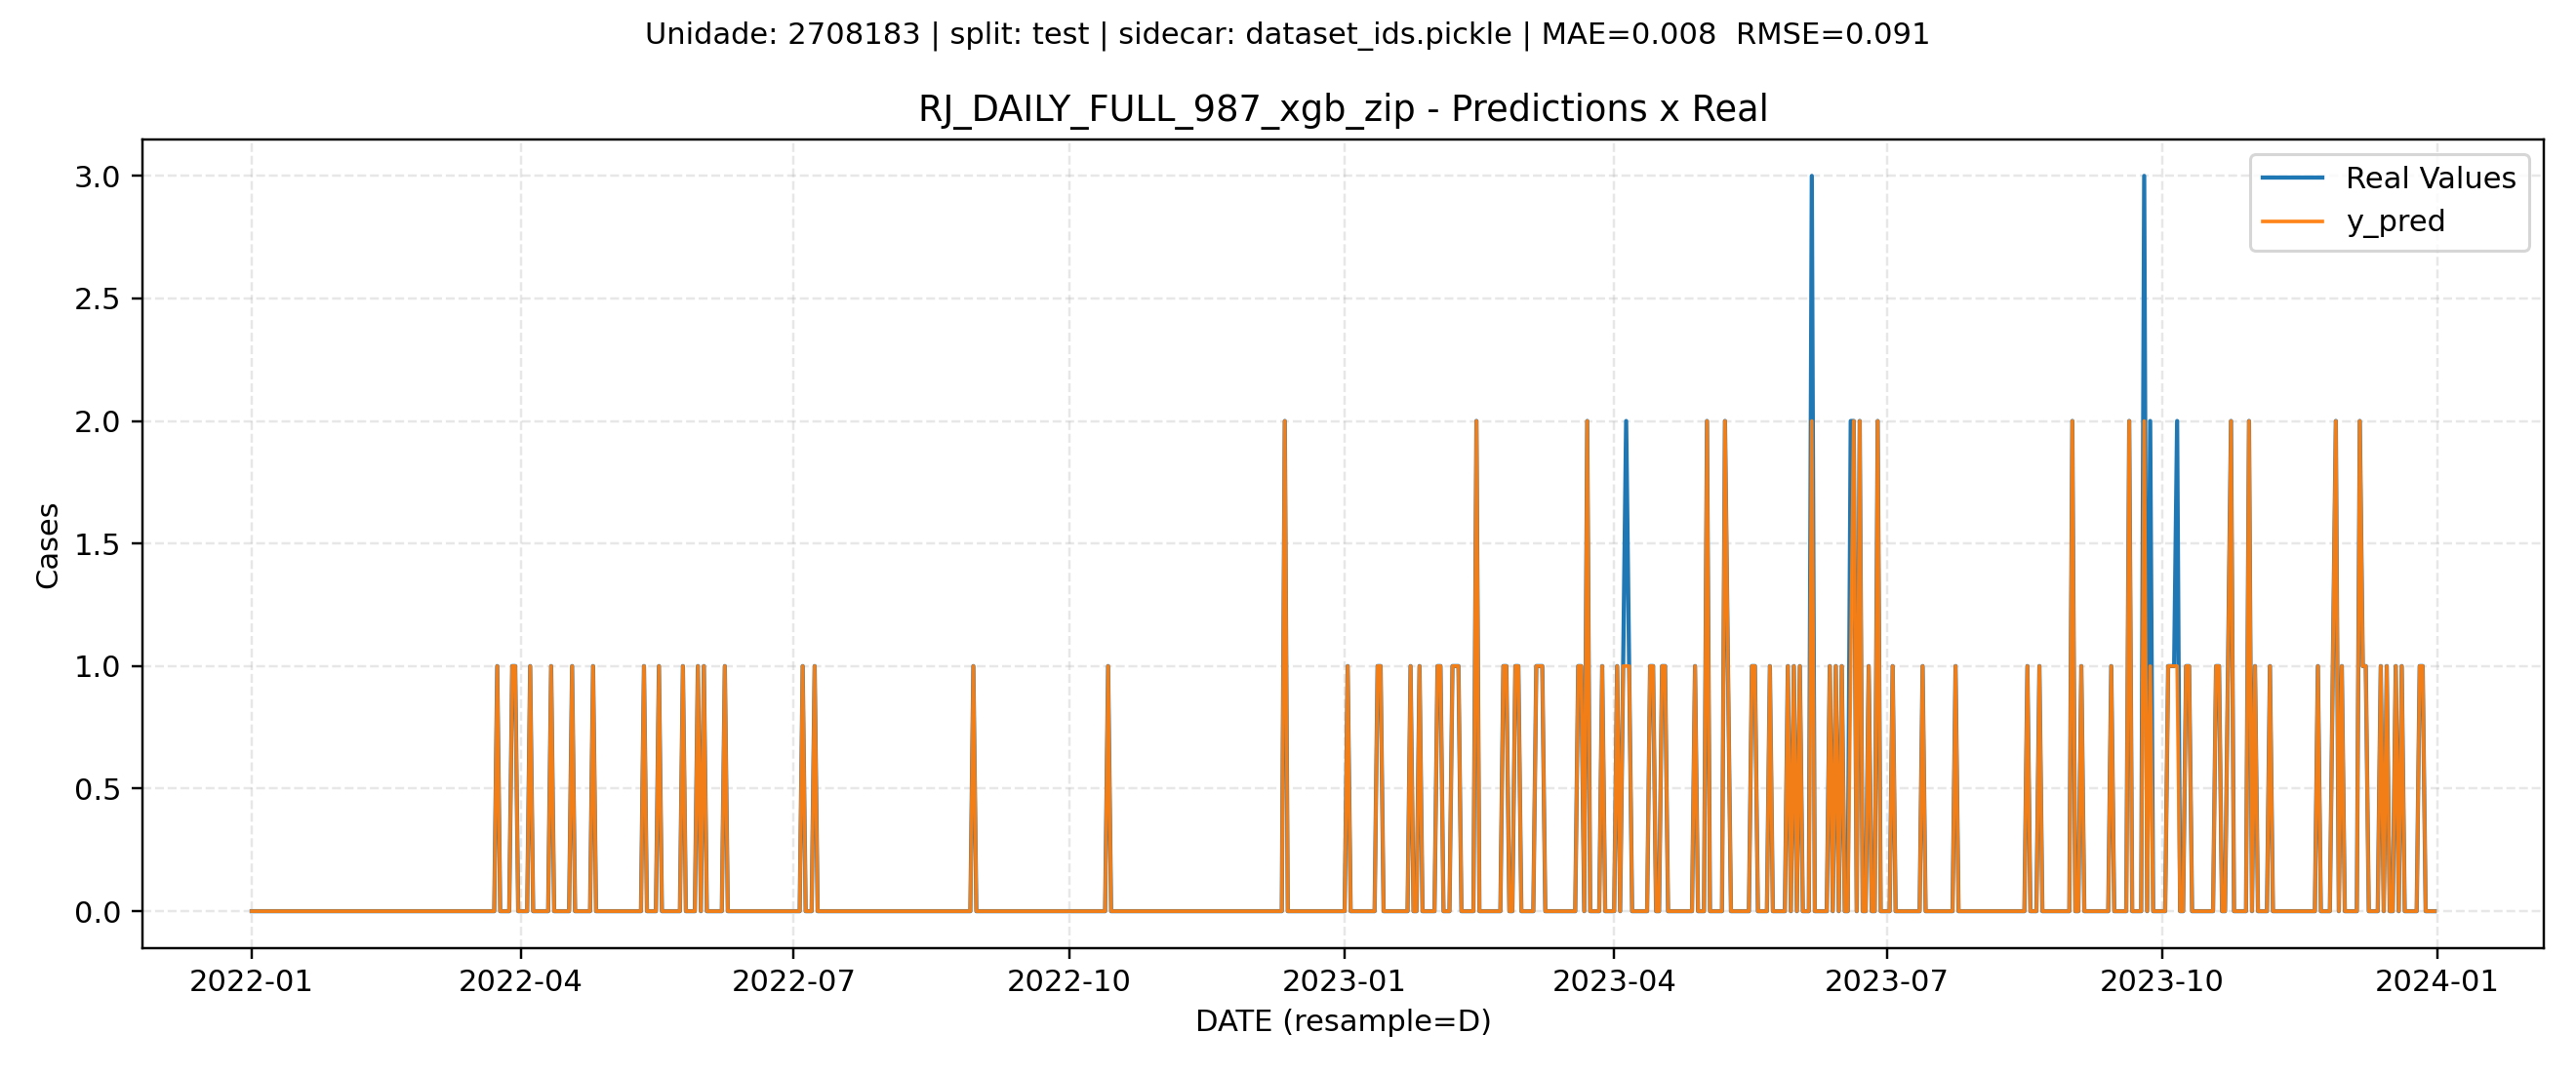 Unidade: 2708183 | split: test | sidecar: dataset_ids.pickle | MAE=0.008  RMSE=0.091
RJ_DAILY_FULL_987_xgb_zip - Predictions x Real
3.0
2.5
2.0
1.5
1.0
0.5
0.0
Cases
Real Values
y_pred
2022-01 2022-04 2022-07 2022-10 2023-01 2023-04 2023-07 2023-10 2024-01
DATE (resample=D)